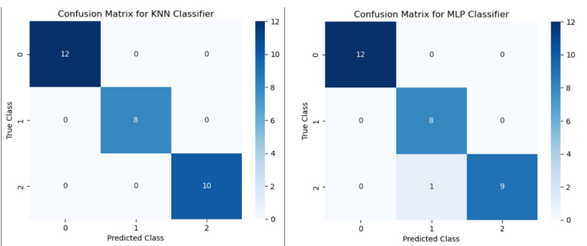 Confusion Matrix for KNN Classifier
True Class
0 12 0 0
1 0 8 0
2 0 0 10
0 1 2
Predicted Class
12
10
8
6
4
2
0
Confusion Matrix for MLP Classifier
True Class
0 12 0 0
1 0 8 0
2 0 1 9
0 1 2
Predicted Class
12
10
8
6
4
2
0